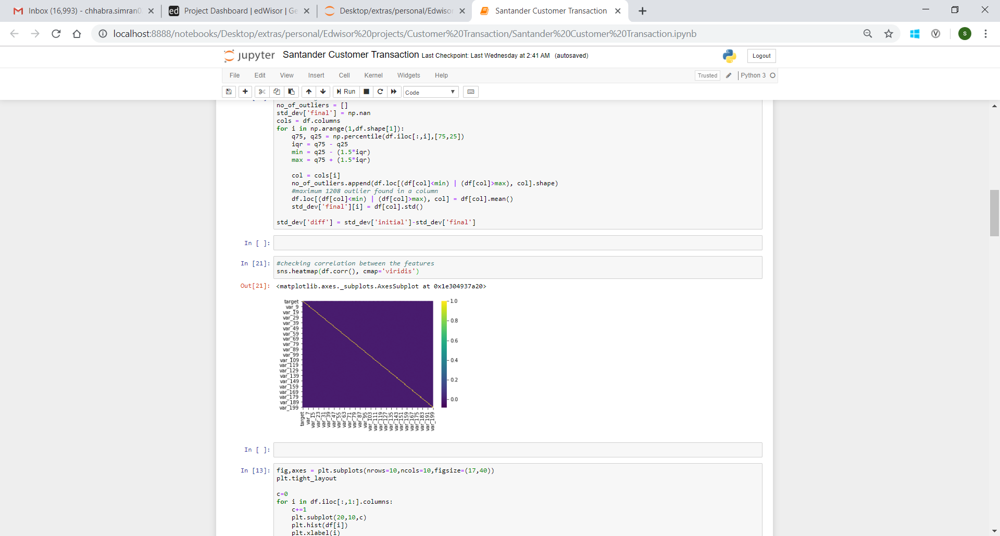 Inbox (16,993) - chhabra.simran0
Project Dashboard | edWisor | Ge
Desktop/extras/personal/Edwisor
Santander Customer Transaction
localhost:8888/notebooks/Desktop/extras/personal/Edwisor%20projects/Customer%20Transaction/Santander%20Customer%20Transaction.ipynb
jupyter Santander Customer Transaction Last Checkpoint: Last Wednesday at 2:41 AM (autosaved)
Logout
File Edit View Insert Cell Kernel Widgets Help
Trusted Python 3 O
Run Code
no_of_outliers = []
std_dev['final'] = np.nan
cols = df.columns
for i in np.arange(1,df.shape[1]):
    q75, q25 = np.percentile(df.iloc[:,i],[75,25])
    iqr = q75 - q25
    min = q25 - (1.5*iqr)
    max = q75 + (1.5*iqr)
    col = cols[i]
    no_of_outliers.append(df.loc[(df[col]<min) | (df[col]>max), col].shape)
    #maximum 1208 outlier found in a column
    df.loc[(df[col]<min) | (df[col]>max), col] = df[col].mean()
    std_dev['final'][i] = df[col].std()
std_dev['diff'] = std_dev['initial']-std_dev['final']
In [ ]:
In [21]: #checking correlation between the features
sns.heatmap(df.corr(), cmap='viridis')
Out[21]: <matplotlib.axes._subplots.AxesSubplot at 0x1e304937a20>
target
var_9
var_19
var_29
var_39
var_49
var_59
var_69
var_79
var_89
var_99
var_109
var_119
var_129
var_139
var_149
var_159
var_169
var_179
var_189
var_199
target
var_7
var_15
var_23
var_31
var_39
var_47
var_55
var_63
var_71
var_79
var_87
var_95
var_103
var_111
var_119
var_127
var_135
var_143
var_151
var_159
var_167
var_175
var_183
var_191
var_199
1.0
0.8
0.6
0.4
0.2
0.0
In [ ]:
In [13]: fig,axes = plt.subplots(nrows=10,ncols=10,figsize=(17,40))
plt.tight_layout
c=0
for i in df.iloc[:,1:].columns:
    c+=1
    plt.subplot(20,10,c)
    plt.hist(df[i])
    plt.xlabel(i)